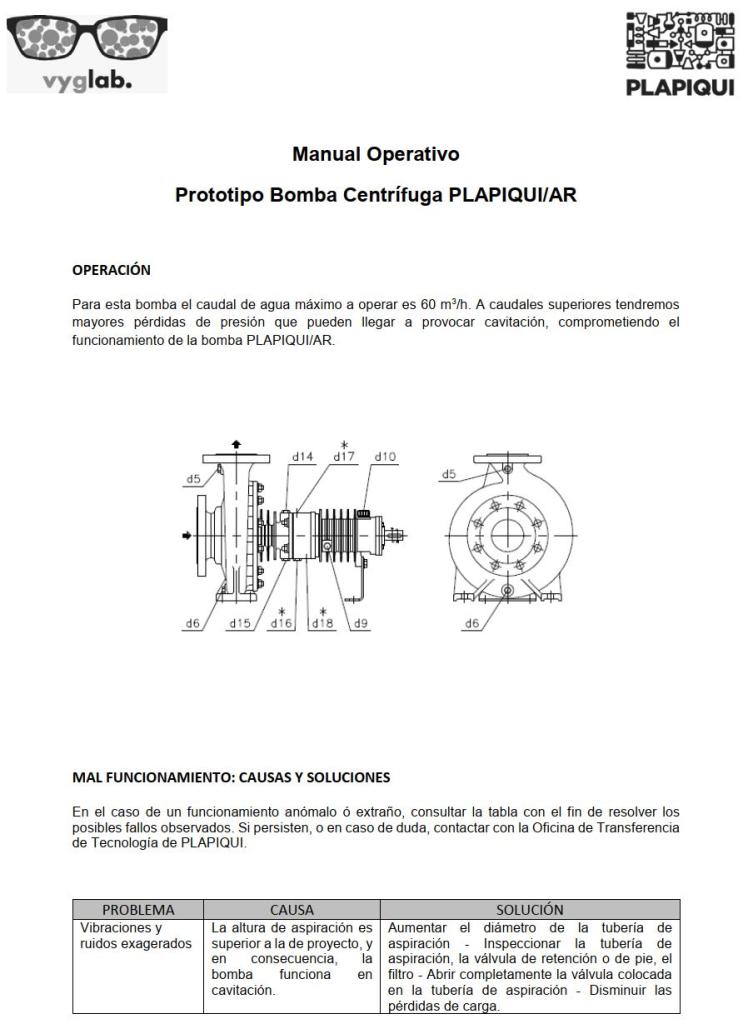 vyglab.
PLAPIQUI
Manual Operativo
Prototipo Bomba Centrífuga PLAPIQUI/AR
OPERACIÓN
Para esta bomba el caudal de agua máximo a operar es 60 m³/h. A caudales superiores tendremos
mayores pérdidas de presión que pueden llegar a provocar cavitación, comprometiendo el
funcionamiento de la bomba PLAPIQUI/AR.
d5
d14
* d17
d10
d5
d6
d15
* d16
* d18
d9
d6
MAL FUNCIONAMIENTO: CAUSAS Y SOLUCIONES
En el caso de un funcionamiento anómalo ó extraño, consultar la tabla con el fin de resolver los
posibles fallos observados. Si persisten, o en caso de duda, contactar con la Oficina de Transferencia
de Tecnología de PLAPIQUI.
PROBLEMA
CAUSA
SOLUCIÓN
Vibraciones y
ruidos exagerados
La altura de aspiración es
superior a la de proyecto, y
en consecuencia, la
bomba funciona en
cavitación.
Aumentar el diámetro de la tubería de
aspiración - Inspeccionar la tubería de
aspiración, la válvula de retención o de pie, el
filtro - Abrir completamente la válvula colocada
en la tubería de aspiración - Disminuir las
pérdidas de carga.